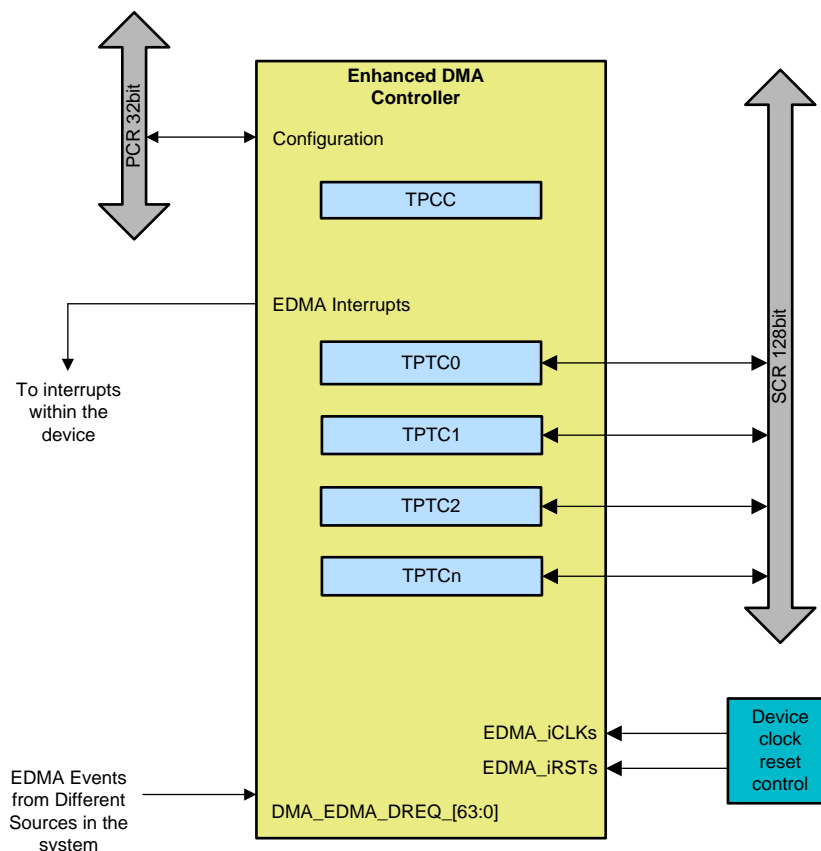 Enhanced DMA
Controller
PCR 32bit
Configuration
TPCC
EDMA Interrupts
To interrupts
within the
device
TPTC0
TPTC1
TPTC2
TPTCn
SCR 128bit
EDMA_iCLKs
EDMA_iRSTs
Device
clock
reset
control
EDMA Events
from Different
Sources in the
system
DMA_EDMA_DREQ_[63:0]